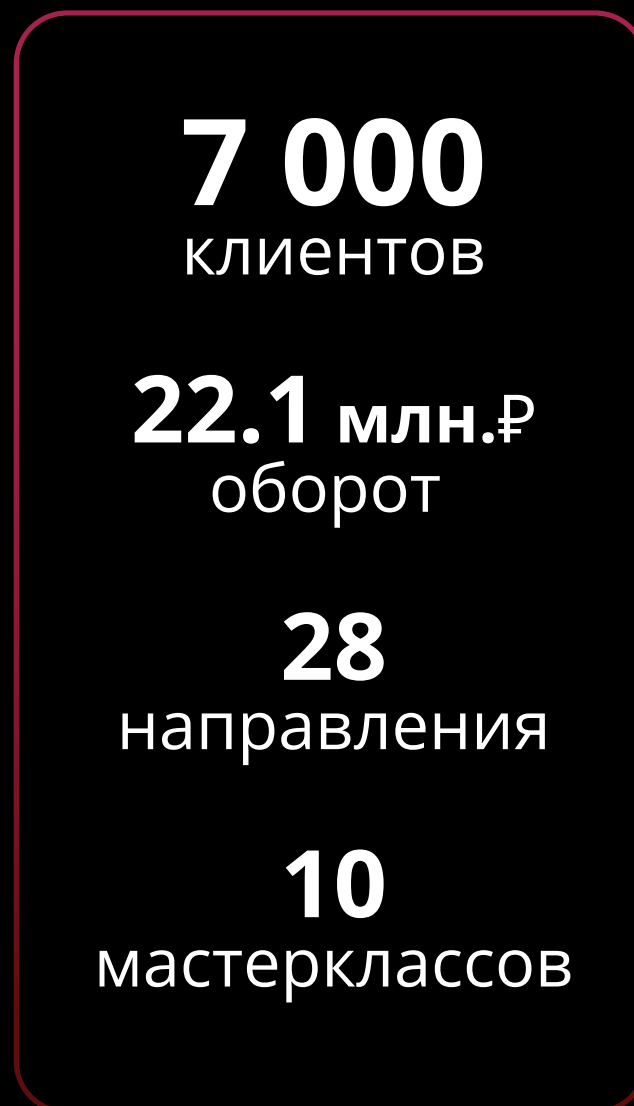 7 000
клиентов
22.1 млн.₽
оборот
28
направления
10
мастерклассов